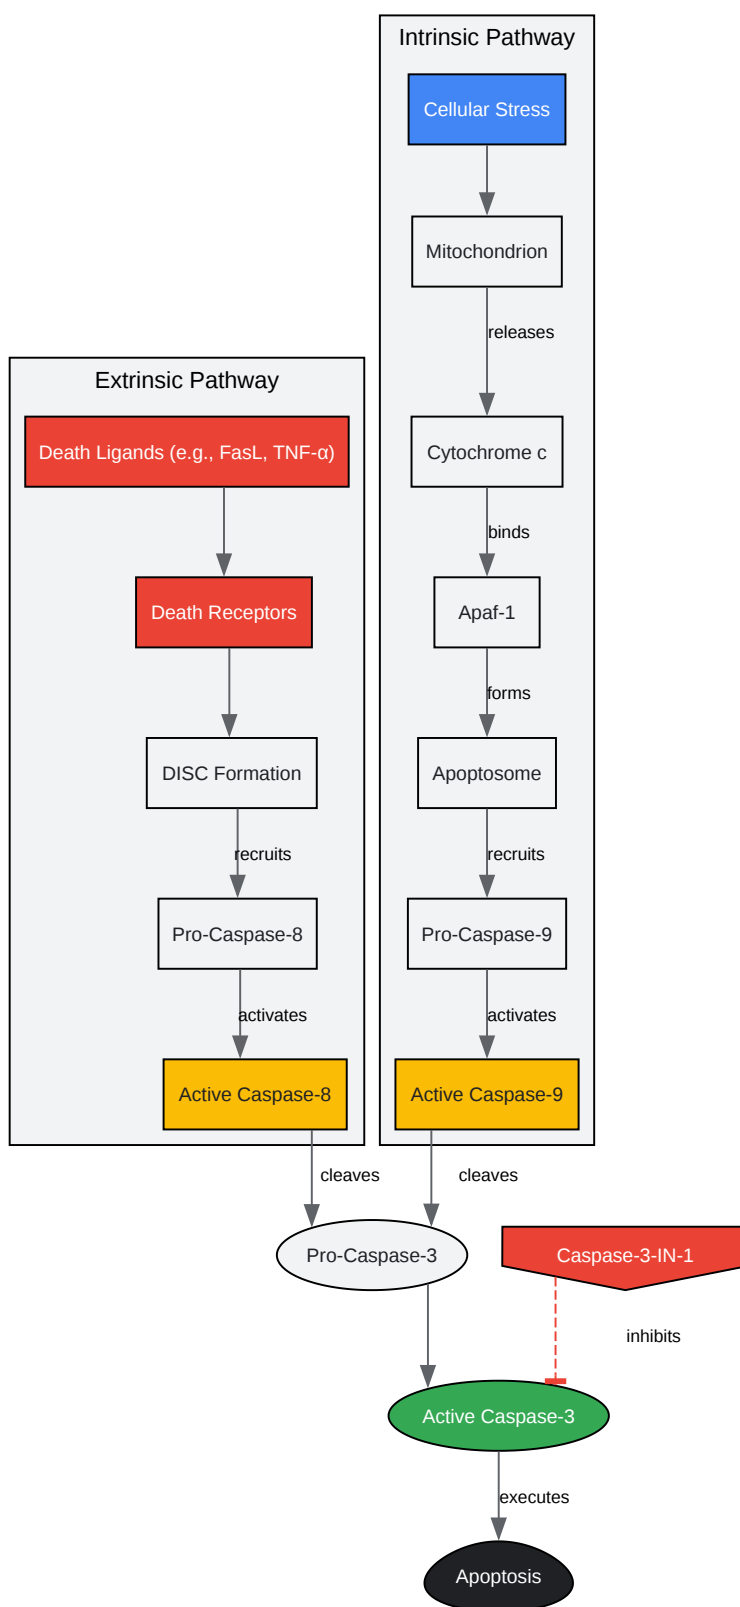 Intrinsic Pathway
Cellular Stress
Mitochondrion
releases
Extrinsic Pathway
Death Ligands (e.g., FasL, TNF-α)
Cytochrome c
binds
Death Receptors
Apaf-1
forms
DISC Formation
Apoptosome
recruits
recruits
Pro-Caspase-8
Pro-Caspase-9
activates
activates
Active Caspase-8
Active Caspase-9
cleaves
cleaves
Pro-Caspase-3
Caspase-3-IN-1
inhibits
Active Caspase-3
executes
Apoptosis